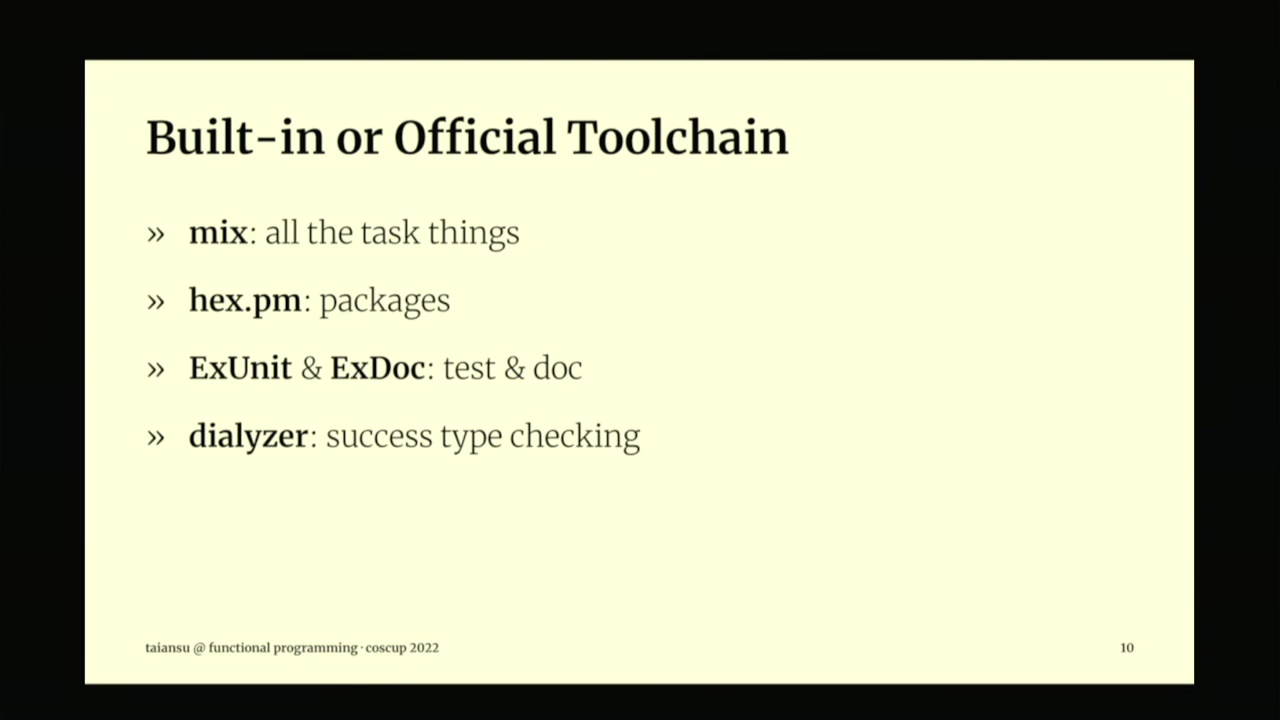 Built-in or Official Toolchain
» mix: all the task things
» hex.pm: packages
» ExUnit & ExDoc: test & doc
» dialyzer: success type checking
taiansu @ functional programming · coscup 2022
10